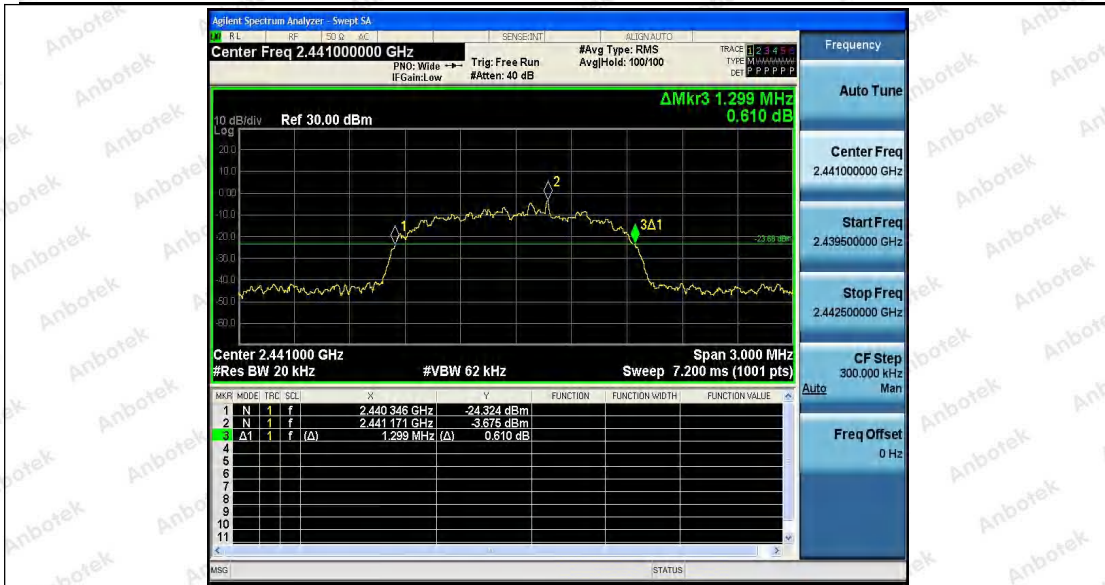 Agilent Spectrum Analyzer - Swept SA
RL RF 50 Ω AC SENSE:INT ALIGN AUTO
Center Freq 2.441000000 GHz
PNO: Wide
IFGain:Low
Trig: Free Run
#Atten: 40 dB
#Avg Type: RMS
Avg|Hold: 100/100
TRACE 1 2 3 4 5 6
TYPE M
DET P P P P P P
ΔMkr3 1.299 MHz
0.610 dB
10 dB/div Ref 30.00 dBm
Log
20.0
10.0
0.00
-10.0
-20.0
-30.0
-40.0
-50.0
-60.0
1
2
3Δ1
-23.68 dBm
Center 2.441000 GHz
Span 3.000 MHz
#Res BW 20 kHz #VBW 62 kHz Sweep 7.200 ms (1001 pts)
MKR MODE TRC SCL X Y FUNCTION FUNCTION WIDTH FUNCTION VALUE
1 N 1 f 2.440 346 GHz -24.324 dBm
2 N 1 f 2.441 171 GHz -3.675 dBm
3 Δ1 1 f (Δ) 1.299 MHz (Δ) 0.610 dB
4
5
6
7
8
9
10
11
MSG STATUS
Frequency
Auto Tune
Center Freq
2.441000000 GHz
Start Freq
2.439500000 GHz
Stop Freq
2.442500000 GHz
CF Step
300.000 kHz
Auto Man
Freq Offset
0 Hz
Anbotek